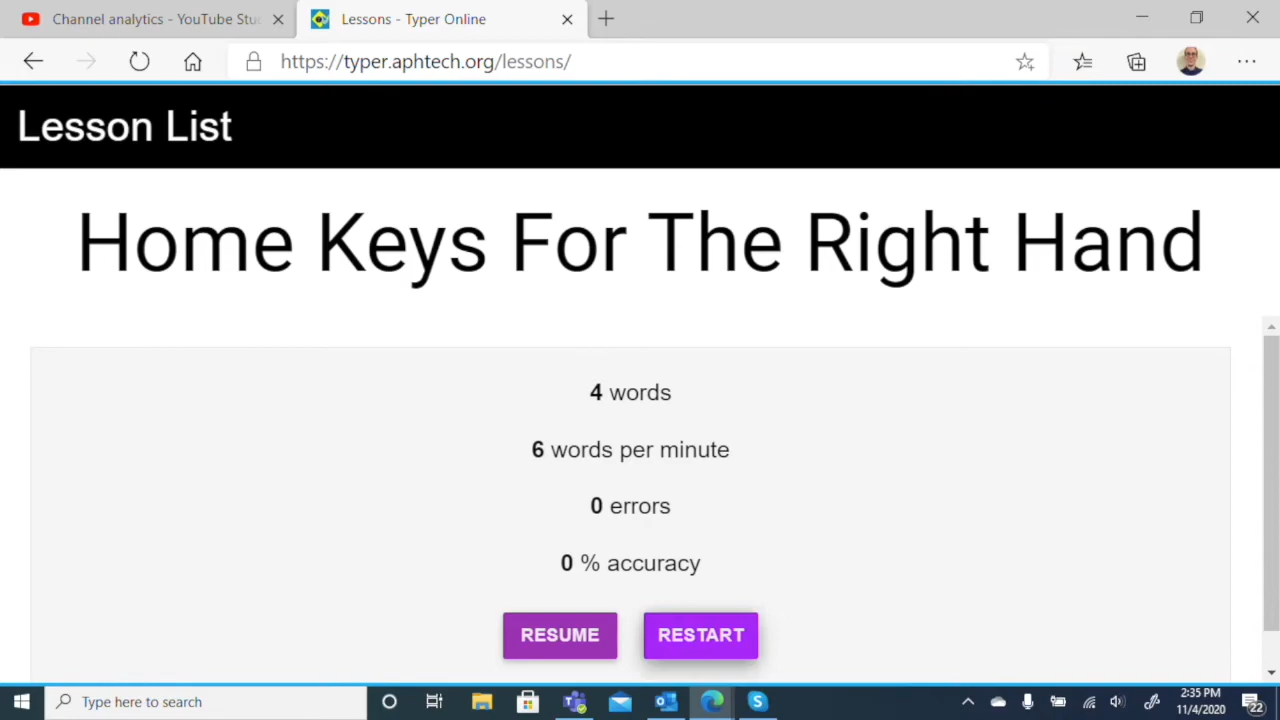 Channel analytics - YouTube Stu
Lessons - Typer Online
https://typer.aphtech.org/lessons/
Lesson List
Home Keys For The Right Hand
4 words
6 words per minute
0 errors
0 % accuracy
RESUME RESTART
Type here to search
2:35 PM
11/4/2020
22